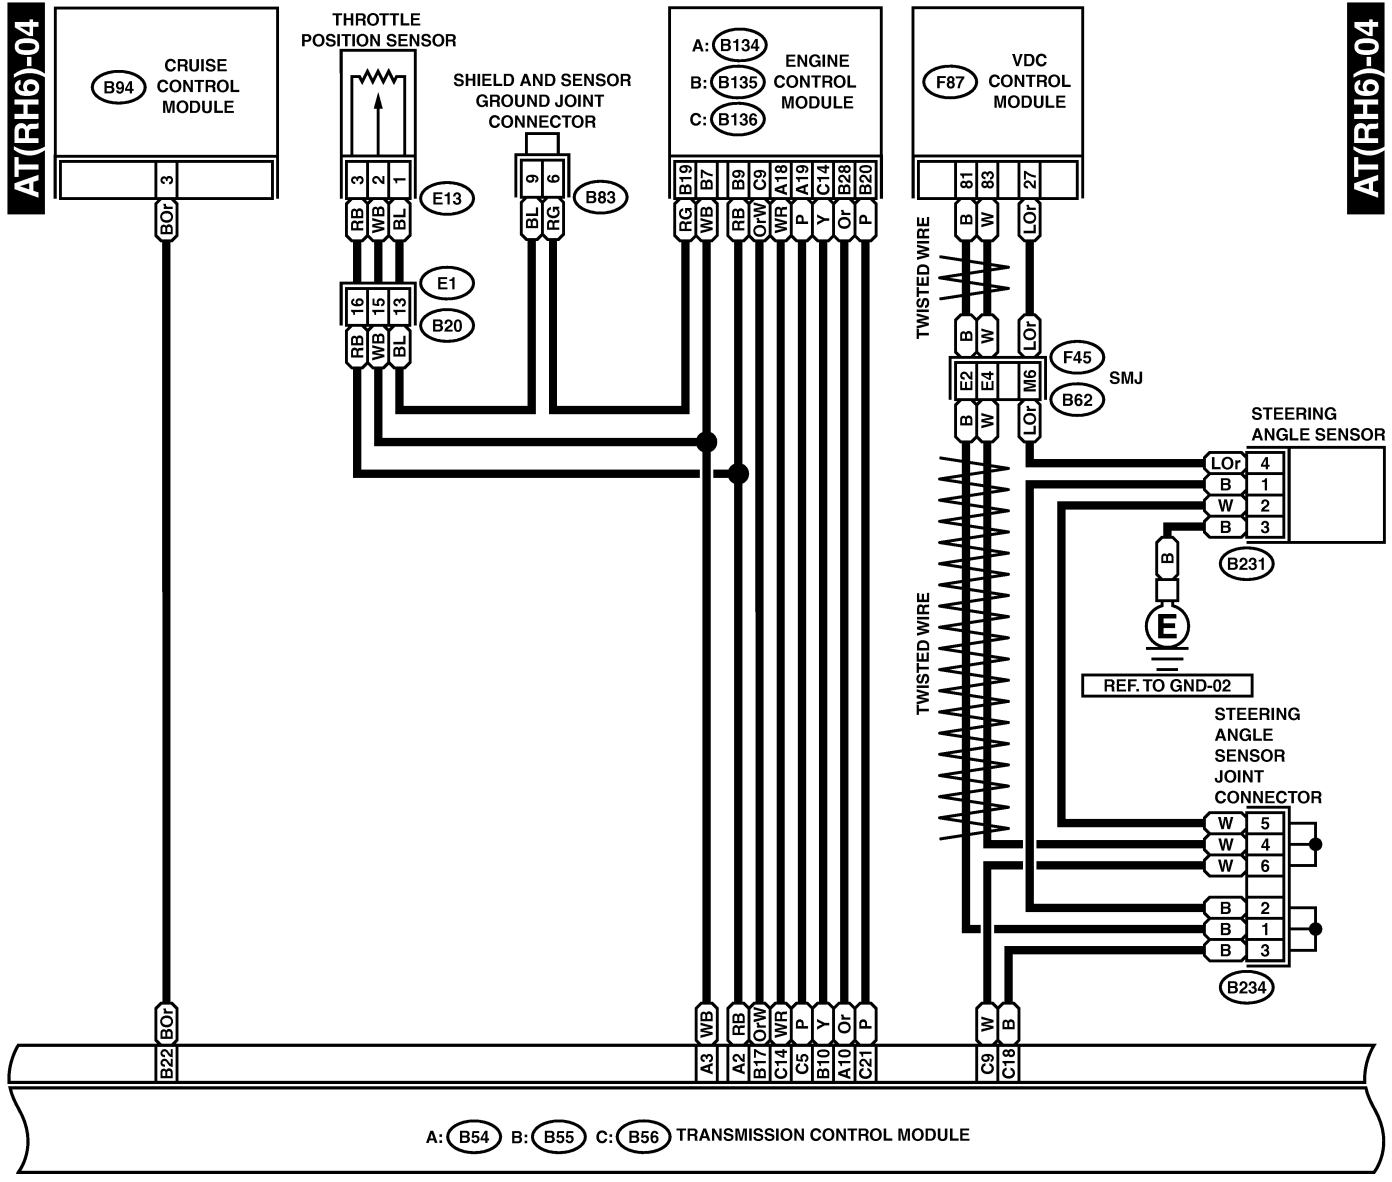 AT(RH6)-04
AT(RH6)-04
B94
CRUISE
CONTROL
MODULE
THROTTLE
POSITION SENSOR
SHIELD AND SENSOR
GROUND JOINT
CONNECTOR
A: B134
B: B135
C: B136
ENGINE
CONTROL
MODULE
F87
VDC
CONTROL
MODULE
3
3 2 1
E13
9 6
B83
B19 B7 B9 C9 A18 A19 C14 B28 B20
81 83 27
BOr
RB WB BL
BL RG
RG WB RB OrW WR P Y Or P
B W LOr
TWISTED WIRE
E1
16 15 13
B20
RB WB BL
B W LOr
E2 E4 M6
F45
SMJ
B62
B W LOr
STEERING
ANGLE SENSOR
LOr 4
B 1
W 2
B 3
B231
B
E
REF. TO GND-02
TWISTED WIRE
STEERING
ANGLE
SENSOR
JOINT
CONNECTOR
W 5
W 4
W 6
B 2
B 1
B 3
B234
BOr WB RB OrW WR P Y Or P W B
B22 A3 A2 B17 C14 C5 B10 A10 C21 C9 C18
A: B54 B: B55 C: B56 TRANSMISSION CONTROL MODULE